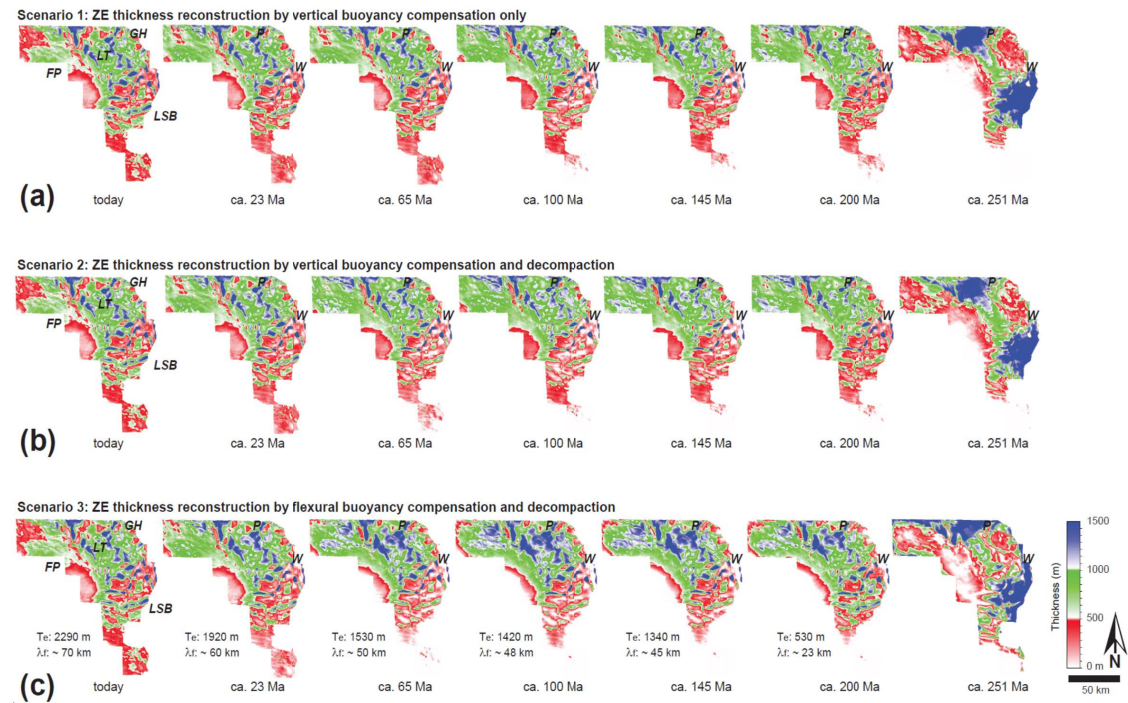 Scenario 1: ZE thickness reconstruction by vertical buoyancy compensation only
GH P P P P P P
LT
FP W W
LSB
(a)
today ca. 23 Ma ca. 65 Ma ca. 100 Ma ca. 145 Ma ca. 200 Ma ca. 251 Ma
Scenario 2: ZE thickness reconstruction by vertical buoyancy compensation and decompaction
GH P P P P P P
LT
FP W W
LSB
(b)
today ca. 23 Ma ca. 65 Ma ca. 100 Ma ca. 145 Ma ca. 200 Ma ca. 251 Ma
Scenario 3: ZE thickness reconstruction by flexural buoyancy compensation and decompaction
GH P P P P P P
LT
FP W W W W W W
LSB
Te: 2290 m Te: 1920 m Te: 1530 m Te: 1420 m Te: 1340 m Te: 530 m
λf: ~ 70 km λf: ~ 60 km λf: ~ 50 km λf: ~ 48 km λf: ~ 45 km λf: ~ 23 km
(c)
today ca. 23 Ma ca. 65 Ma ca. 100 Ma ca. 145 Ma ca. 200 Ma ca. 251 Ma
1500
1000
500
0 m
Thickness (m)
N
50 km